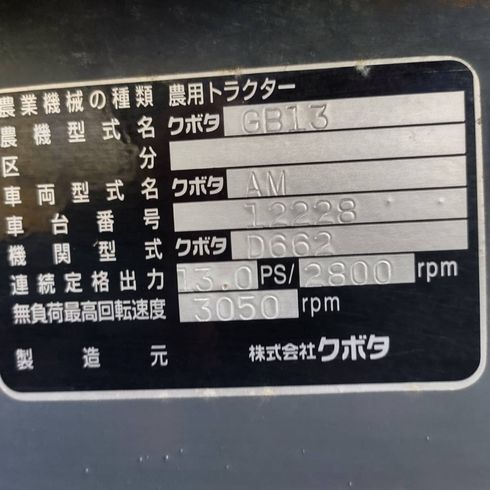 農業機械の種類 農用トラクター
農機型式名 クボタ GB13
区分
車両型式名 クボタ AM
車台番号 12228
機関型式 クボタ D662
連続定格出力 13.0 PS/ 2800 rpm
無負荷最高回転速度 3050 rpm
製造元 株式会社クボタ